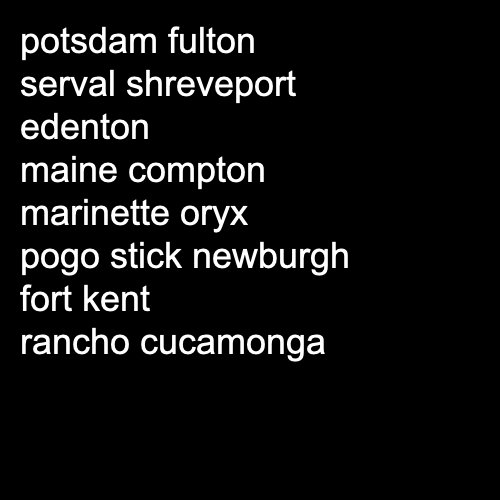 potsdam fulton
serval shreveport
edenton
maine compton
marinette oryx
pogo stick newburgh
fort kent
rancho cucamonga